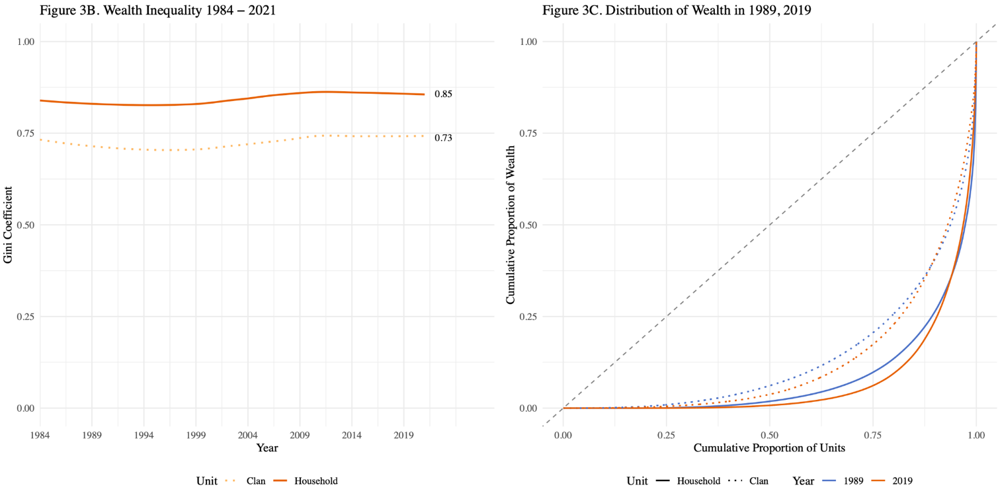 Figure 3B. Wealth Inequality 1984 – 2021
1.00
0.75
0.50
0.25
0.00
Gini Coefficient
0.85
0.73
1984 1989 1994 1999 2004 2009 2014 2019
Year
Unit Clan Household
Figure 3C. Distribution of Wealth in 1989, 2019
1.00
0.75
0.50
0.25
0.00
Cumulative Proportion of Wealth
0.00 0.25 0.50 0.75 1.00
Cumulative Proportion of Units
Unit Household Clan Year 1989 2019